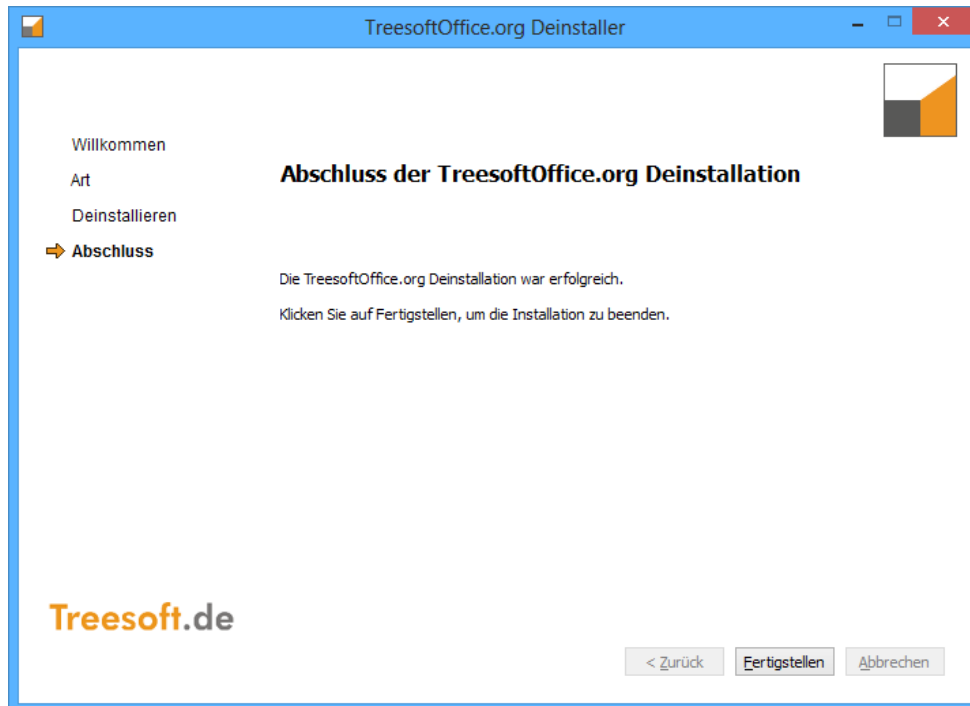 TreesoftOffice.org Deinstaller
Willkommen
Art
Deinstallieren
Abschluss
Abschluss der TreesoftOffice.org Deinstallation
Die TreesoftOffice.org Deinstallation war erfolgreich.
Klicken Sie auf Fertigstellen, um die Installation zu beenden.
Treesoft.de
< Zurück Fertigstellen Abbrechen